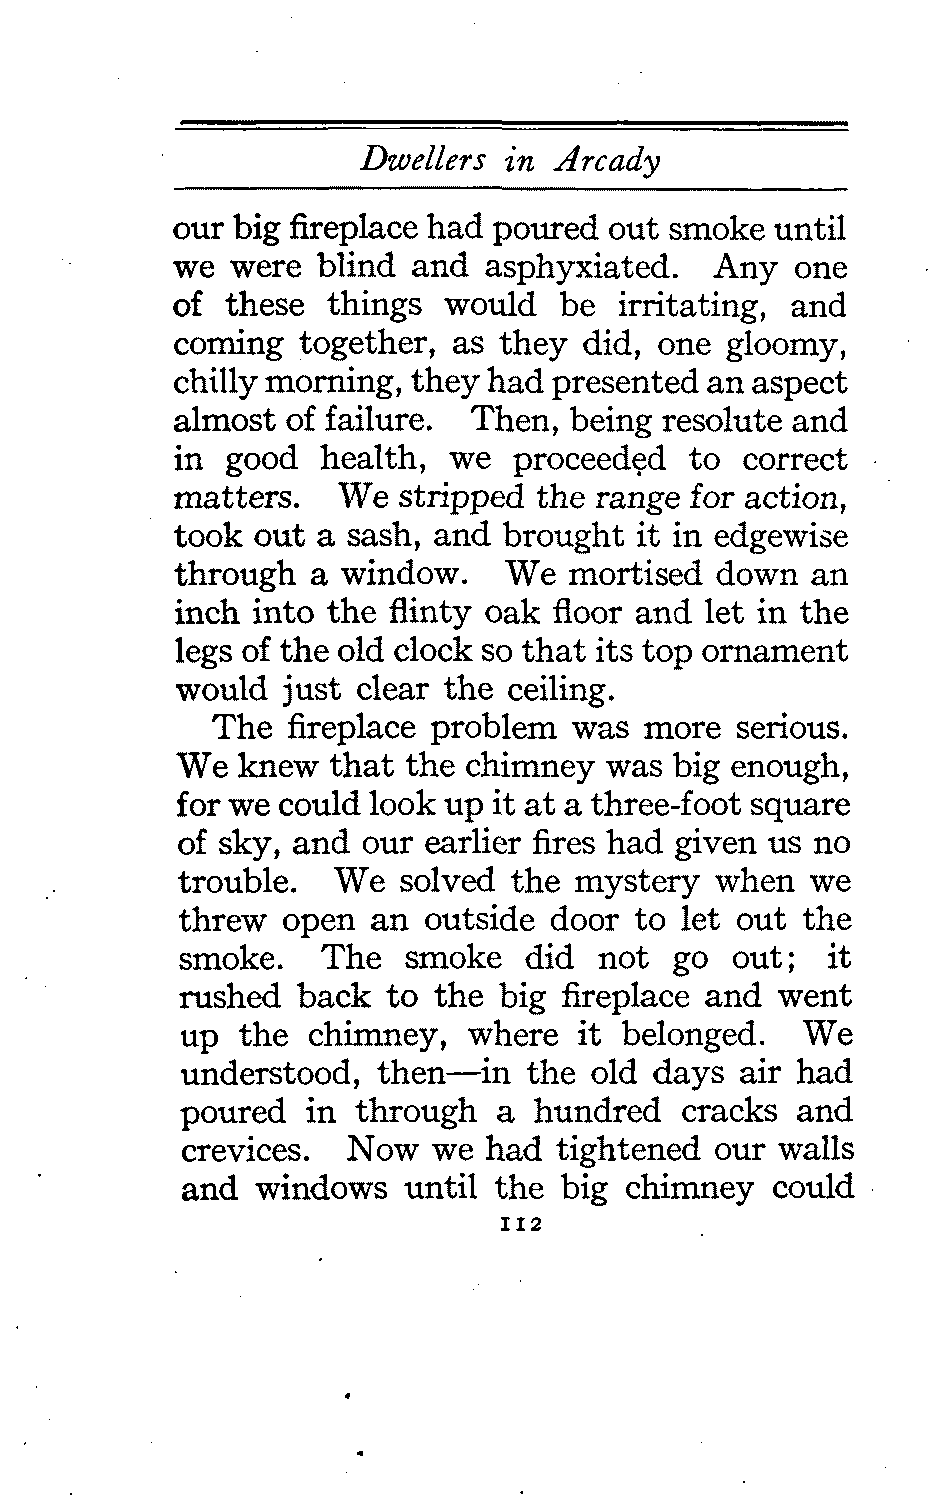 Dwellers in Arcady
our big fireplace had poured out smoke until
we were blind and asphyxiated. Any one
of these things would be irritating, and
coming together, as they did, one gloomy,
chilly morning, they had presented an aspect
almost of failure. Then, being resolute and
in good health, we proceeded to correct
matters. We stripped the range for action,
took out a sash, and brought it in edgewise
through a window. We mortised down an
inch into the flinty oak floor and let in the
legs of the old clock so that its top ornament
would just clear the ceiling.
The fireplace problem was more serious.
We knew that the chimney was big enough,
for we could look up it at a three-foot square
of sky, and our earlier fires had given us no
trouble. We solved the mystery when we
threw open an outside door to let out the
smoke. The smoke did not go out; it
rushed back to the big fireplace and went
up the chimney, where it belonged. We
understood, then—in the old days air had
poured in through a hundred cracks and
crevices. Now we had tightened our walls
and windows until the big chimney could
112